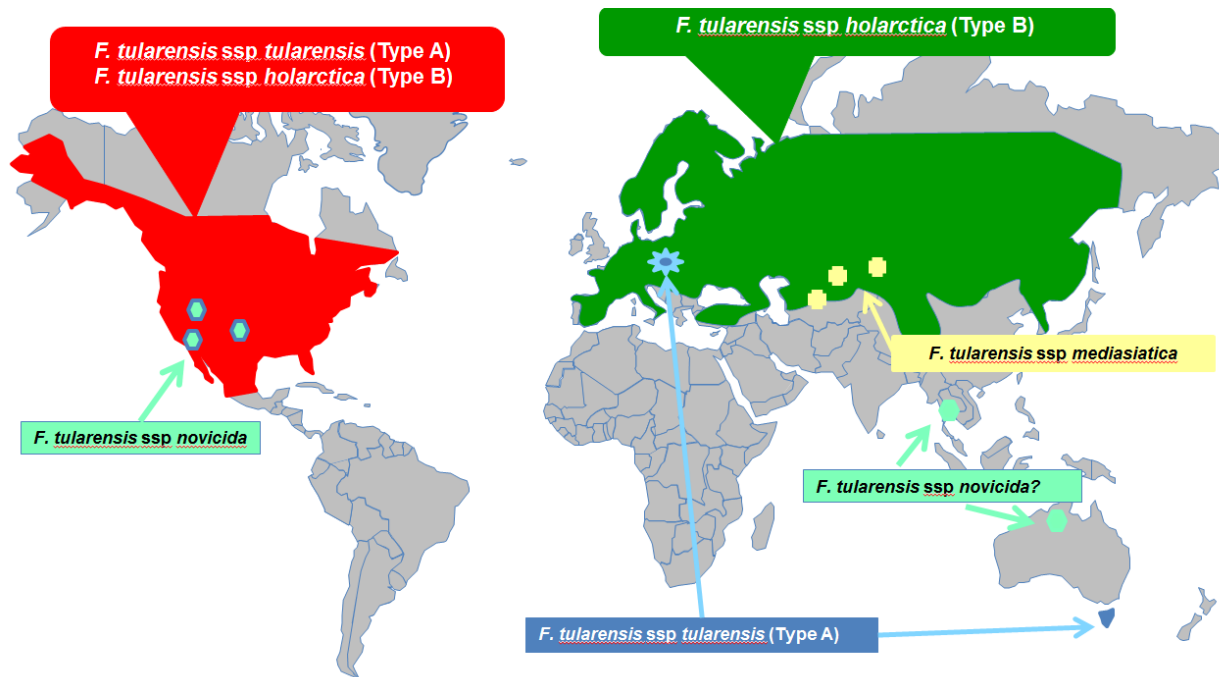 F. tularensis ssp tularensis (Type A)
F. tularensis ssp holarctica (Type B)
F. tularensis ssp holarctica (Type B)
F. tularensis ssp mediasiatica
F. tularensis ssp novicida
F. tularensis ssp novicida?
F. tularensis ssp tularensis (Type A)